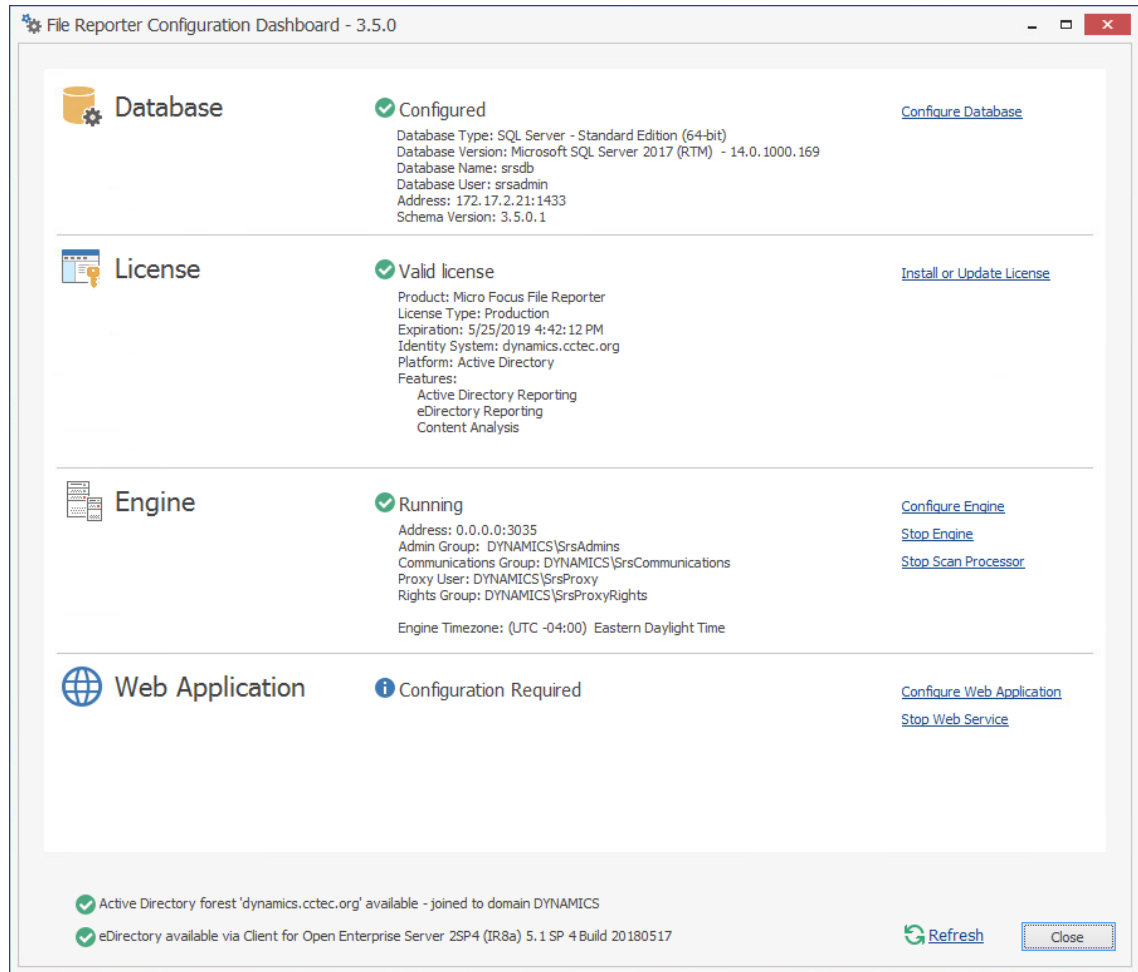 File Reporter Configuration Dashboard - 3.5.0
Database
Configured
Configure Database
Database Type: SQL Server - Standard Edition (64-bit)
Database Version: Microsoft SQL Server 2017 (RTM)  - 14.0.1000.169
Database Name: srsdb
Database User: srsadmin
Address: 172.17.2.21:1433
Schema Version: 3.5.0.1
License
Valid license
Install or Update License
Product: Micro Focus File Reporter
License Type: Production
Expiration: 5/25/2019 4:42:12 PM
Identity System: dynamics.cctec.org
Platform: Active Directory
Features:
Active Directory Reporting
eDirectory Reporting
Content Analysis
Engine
Running
Configure Engine
Stop Engine
Stop Scan Processor
Address: 0.0.0.0:3035
Admin Group:  DYNAMICS\SrsAdmins
Communications Group: DYNAMICS\SrsCommunications
Proxy User: DYNAMICS\SrsProxy
Rights Group: DYNAMICS\SrsProxyRights
Engine Timezone: (UTC -04:00)  Eastern Daylight Time
Web Application
Configuration Required
Configure Web Application
Stop Web Service
Active Directory forest 'dynamics.cctec.org' available - joined to domain DYNAMICS
eDirectory available via Client for Open Enterprise Server 2SP4 (IR8a) 5.1 SP 4 Build 20180517
Refresh
Close